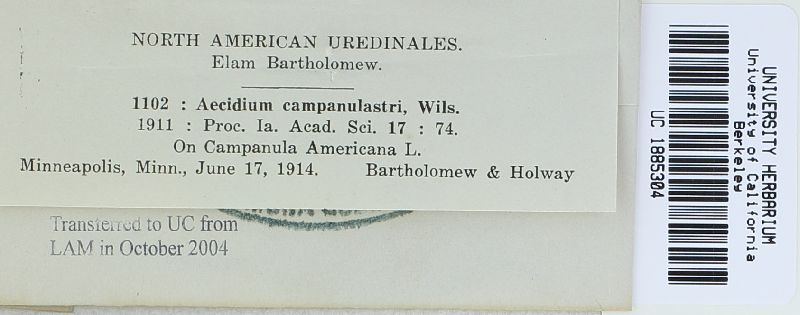 NORTH AMERICAN UREDINALES.
Elam Bartholomew.
1102 : Aecidium campanulastri, Wils.
1911 : Proc. Ia. Acad. Sci. 17 : 74.
On Campanula Americana L.
Minneapolis, Minn., June 17, 1914. Bartholomew & Holway
Transferred to UC from
LAM in October 2004
UNIVERSITY HERBARIUM
University of California
Berkeley
UC 1885304